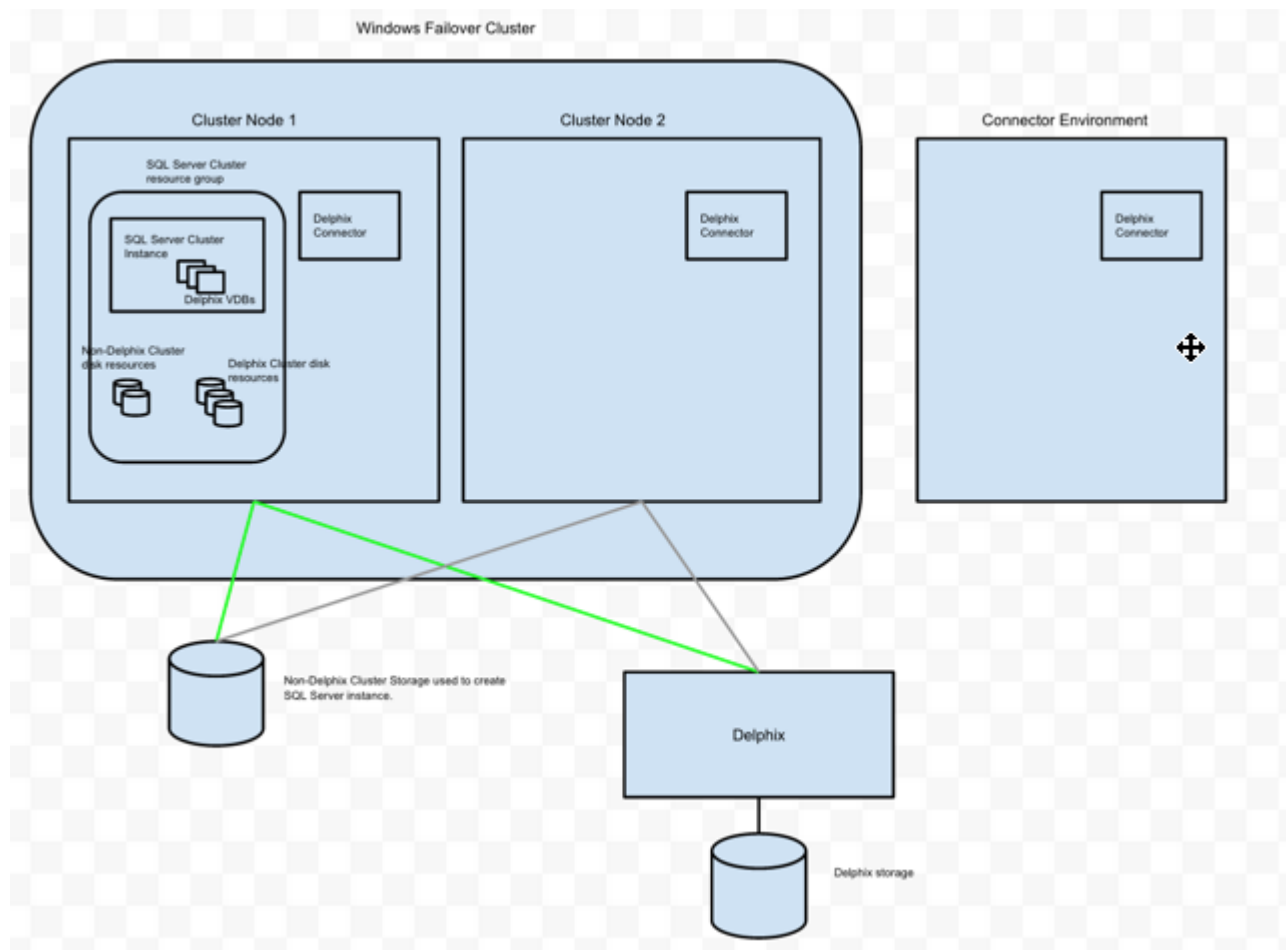 Windows Failover Cluster
Cluster Node 1
Cluster Node 2
Connector Environment
SQL Server Cluster
resource group
SQL Server Cluster
Instance
Delphix VDBs
Delphix
Connector
Delphix
Connector
Delphix
Connector
Non-Delphix Cluster
disk resources
Delphix Cluster disk
resources
Non-Delphix Cluster Storage used to create
SQL Server instance.
Delphix
Delphix storage